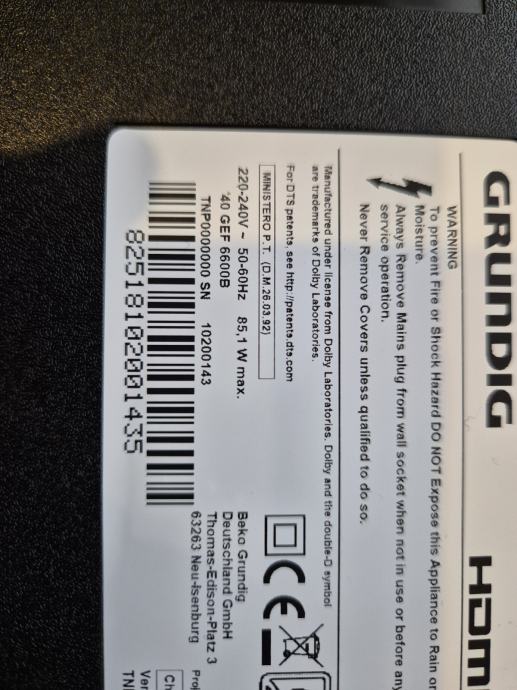 GRUNDIG
HDMI
WARNING
To prevent Fire or Shock Hazard DO NOT Expose this Appliance to Rain or
Moisture.
Always Remove Mains plug from wall socket when not in use or before any
service operation.
Never Remove Covers unless qualified to do so.
Manufactured under license from Dolby Laboratories. Dolby and the double-D symbol
are trademarks of Dolby Laboratories.
For DTS patents, see http://patents.dts.com
MINISTERO P.T. (D.M.26.03.92)
220-240V ~ 50-60Hz 85,1 W max.
40 GEF 6600B
TNP0000000 SN 10200143
82518102001435
CE
Beko Grundig
Deutschland GmbH
Thomas-Edison-Platz 3
63263 Neu-Isenburg